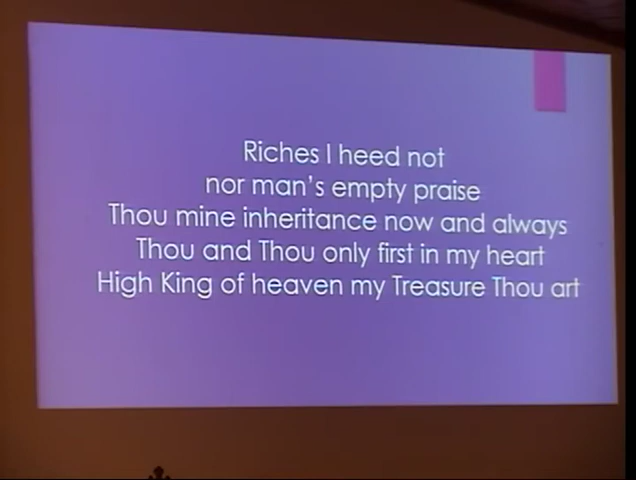 Riches I heed not
nor man's empty praise
Thou mine inheritance now and always
Thou and Thou only first in my heart
High King of heaven my Treasure Thou art